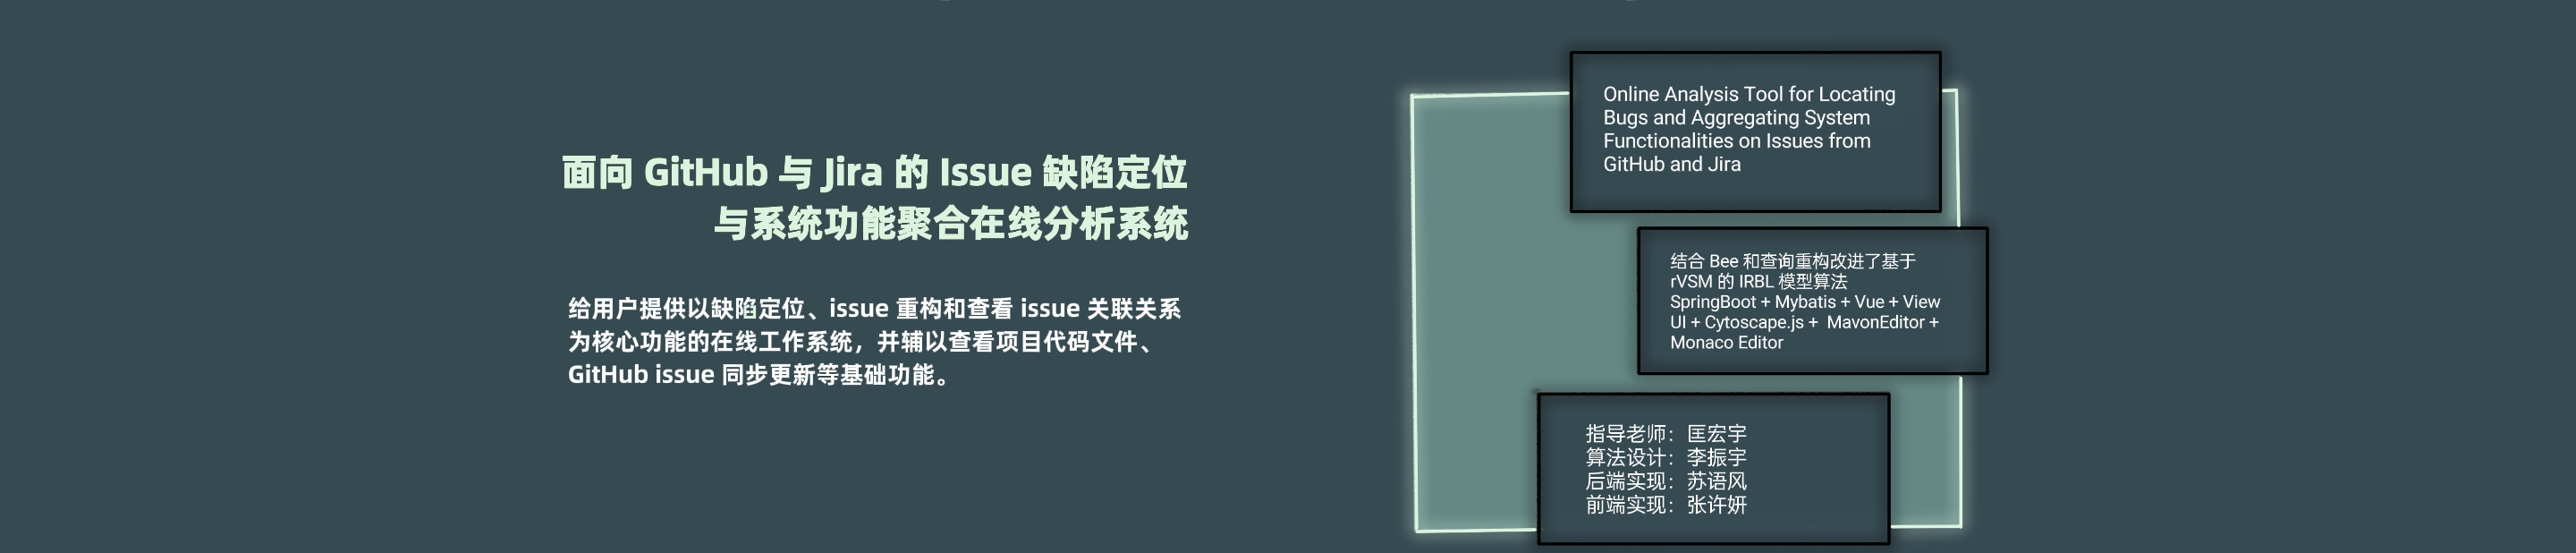 面向 GitHub 与 Jira 的 Issue 缺陷定位
与系统功能聚合在线分析系统
给用户提供以缺陷定位、issue 重构和查看 issue 关联关系
为核心功能的在线工作系统，并辅以查看项目代码文件、
GitHub issue 同步更新等基础功能。
Online Analysis Tool for Locating
Bugs and Aggregating System
Functionalities on Issues from
GitHub and Jira
结合 Bee 和查询重构改进了基于
rVSM 的 IRBL 模型算法
SpringBoot + Mybatis + Vue + View
UI + Cytoscape.js +  MavonEditor +
Monaco Editor
指导老师：匡宏宇
算法设计：李振宇
后端实现：苏语风
前端实现：张许妍